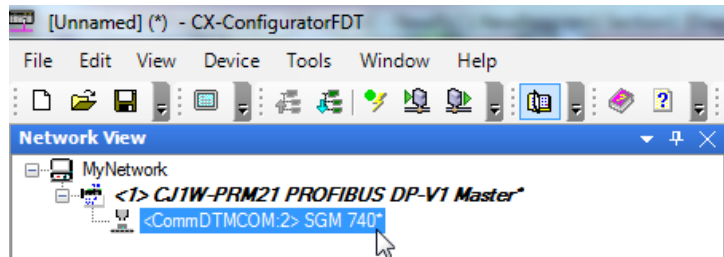 [Unnamed] (*) - CX-ConfiguratorFDT
File Edit View Device Tools Window Help
Network View
MyNetwork
<1> CJ1W-PRM21 PROFIBUS DP-V1 Master*
<CommDTMCOM:2> SGM 740*